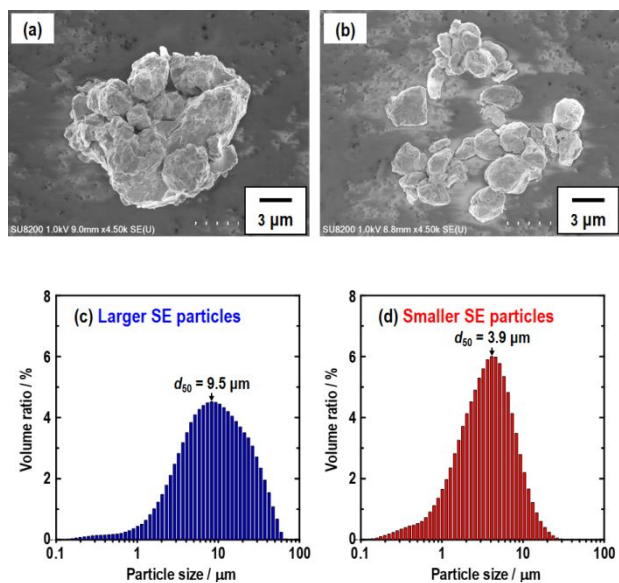 (a)
3 μm
SU8200 1.0kV 9.0mm x4.50k SE(U)
(b)
3 μm
SU8200 1.0kV 8.8mm x4.50k SE(U)
(c) Larger SE particles
d50 = 9.5 μm
Volume ratio / %
8
6
4
2
0
0.1 1 10 100
Particle size / μm
(d) Smaller SE particles
d50 = 3.9 μm
Volume ratio / %
8
6
4
2
0
0.1 1 10 100
Particle size / μm